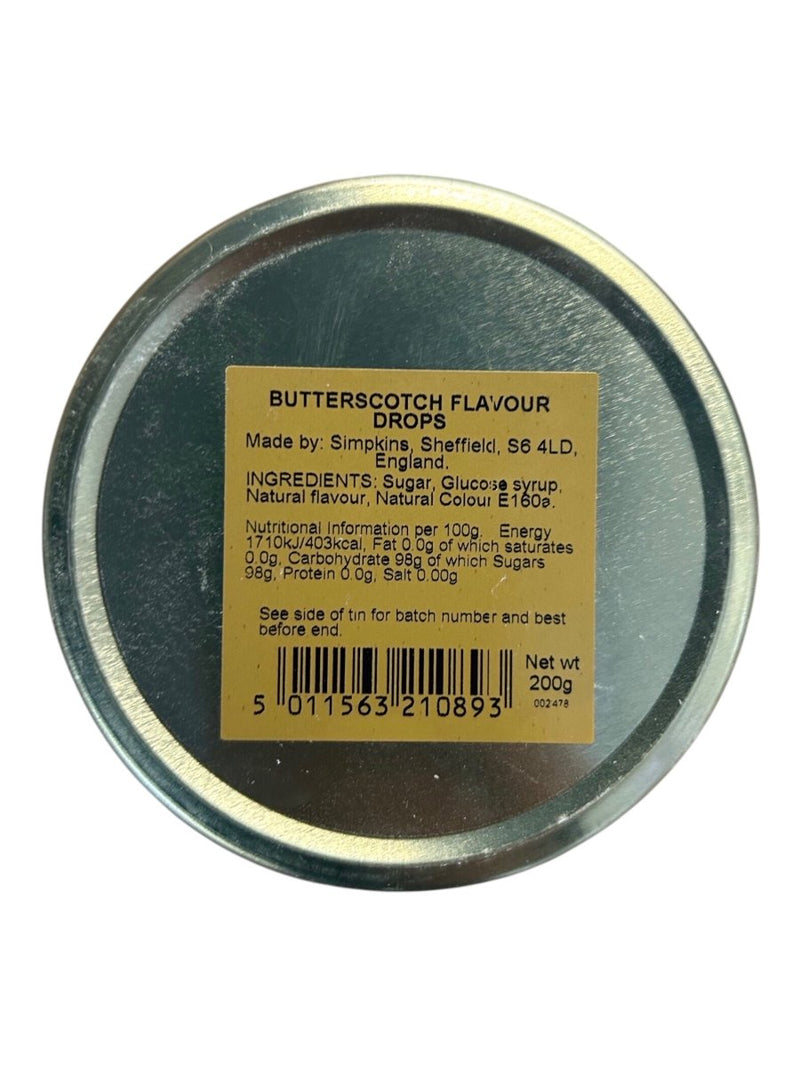 BUTTERSCOTCH FLAVOUR
DROPS
Made by: Simpkins, Sheffield, S6 4LD,
England.
INGREDIENTS: Sugar, Glucose syrup,
Natural flavour, Natural Colour E160a.
Nutritional Information per 100g. Energy
1710kJ/403kcal, Fat 0.0g of which saturates
0.0g, Carbohydrate 98g of which Sugars
98g, Protein 0.0g, Salt 0.00g
See side of tin for batch number and best
before end.
Net wt
200g
5 011563 210893
002478